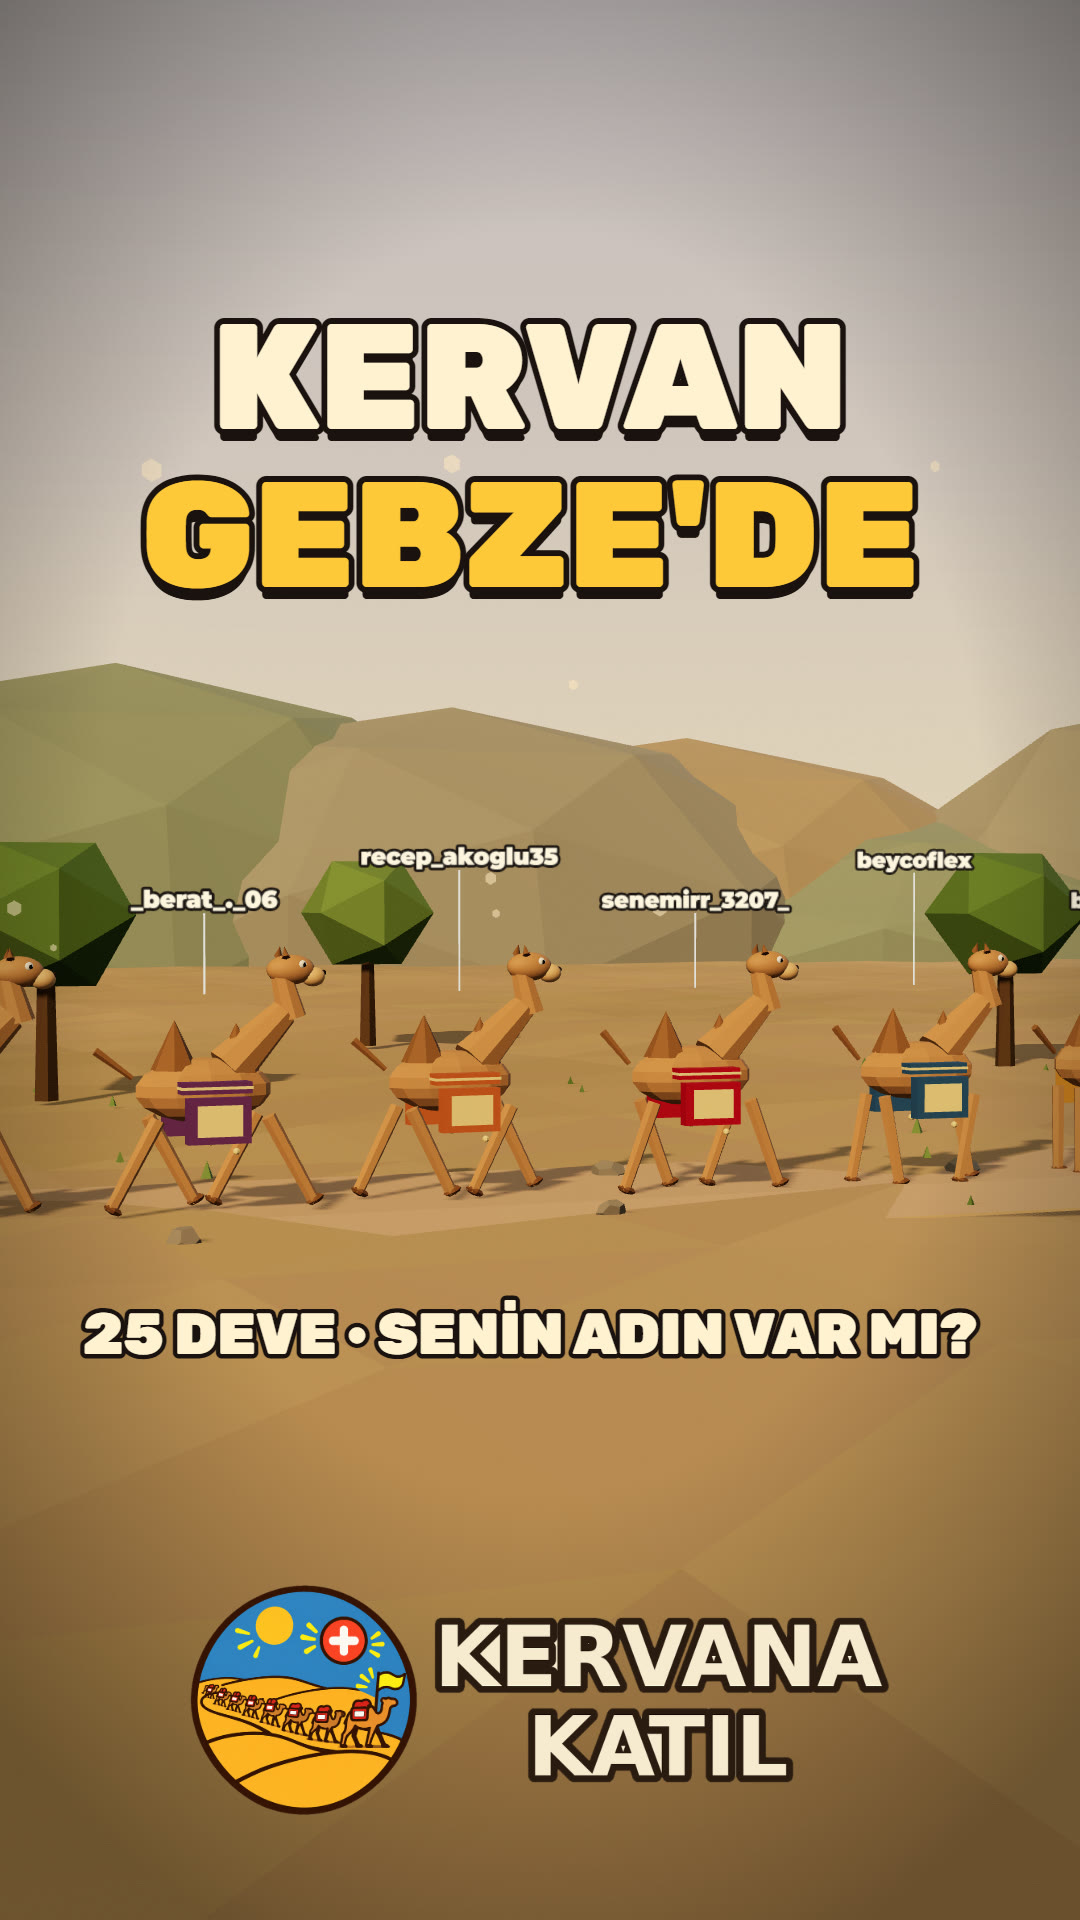 KERVAN
GEBZE'DE
recep_akoglu35
beycoflex
_berat_._06
senemirr_3207_
25 DEVE • SENİN ADIN VAR MI?
KERVANA
KATIL